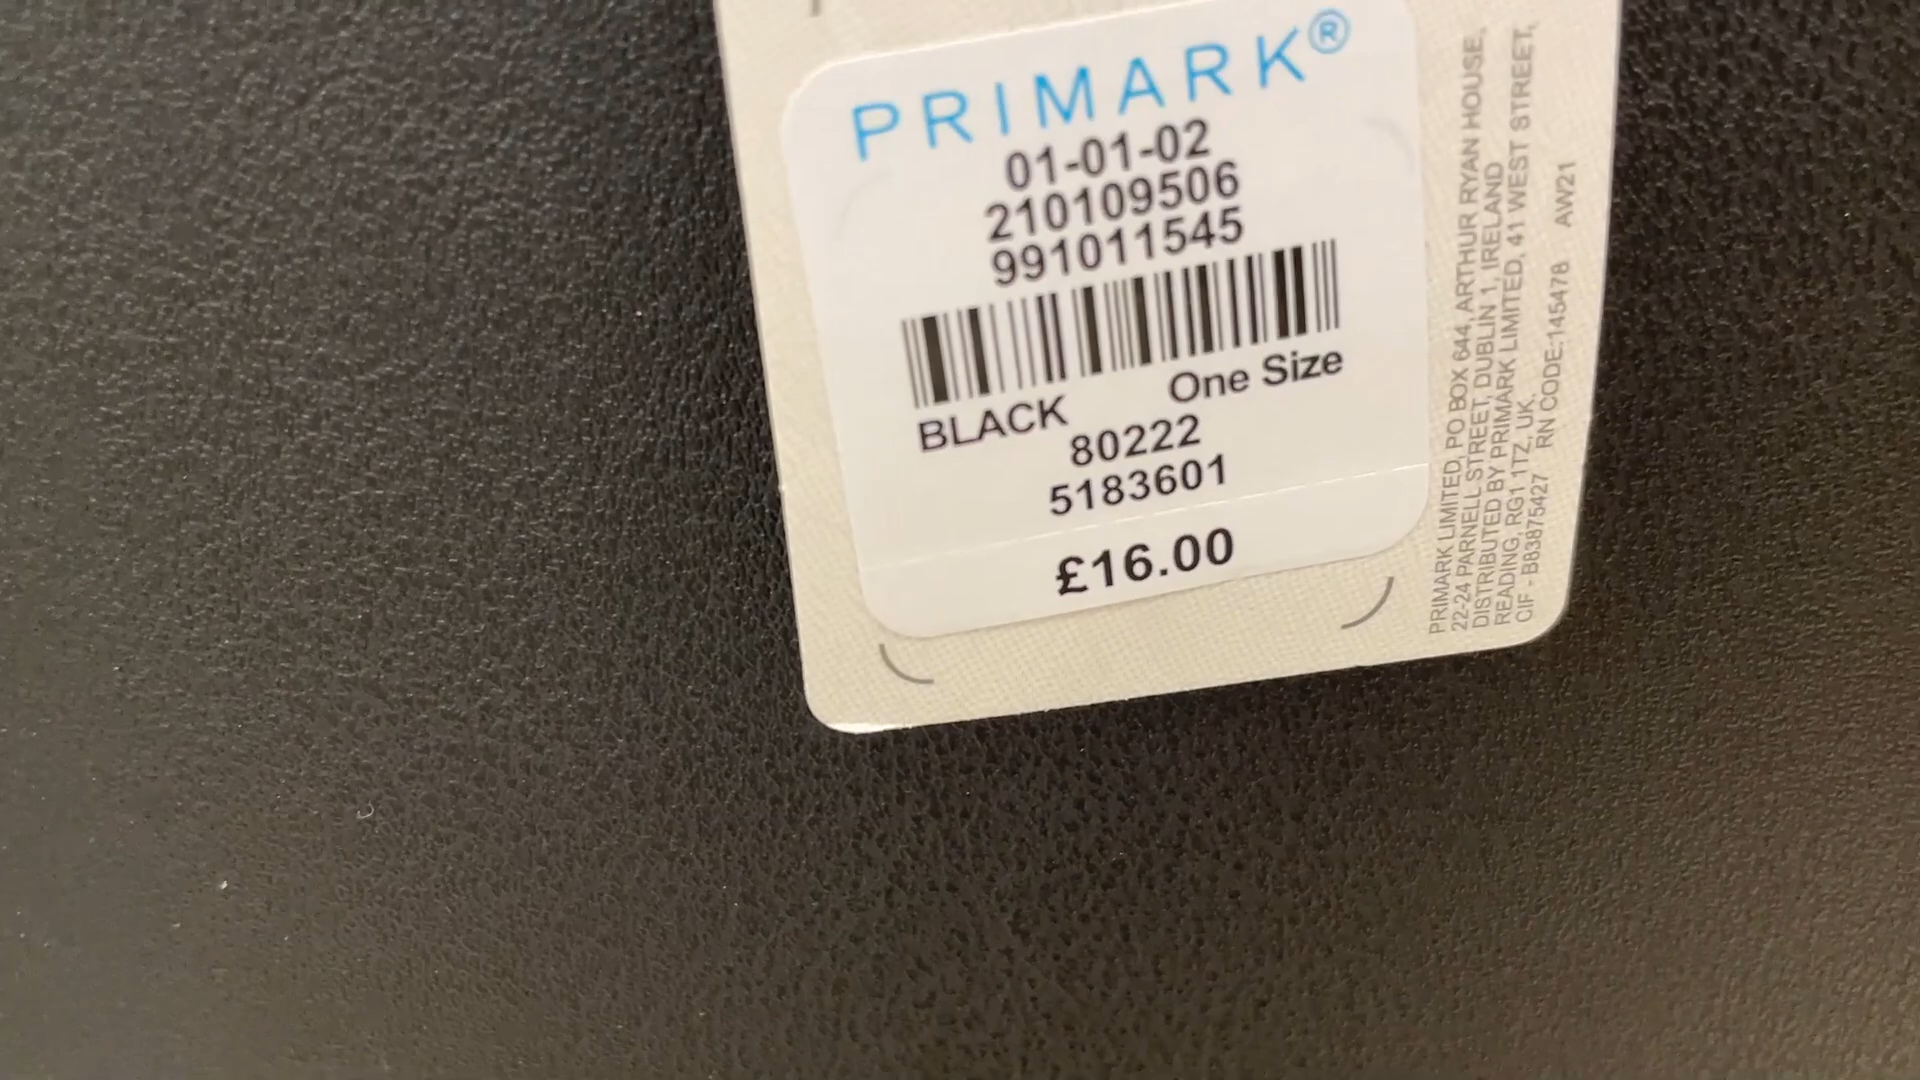 PRIMARK®
01-01-02
210109506
991011545
BLACK One Size
80222
5183601
£16.00
PRIMARK LIMITED, PO BOX 644, ARTHUR RYAN HOUSE,
22-24 PARNELL STREET, DUBLIN 1, IRELAND
DISTRIBUTED BY PRIMARK LIMITED, 41 WEST STREET,
READING, RG1 1TZ, UK.
CIF - B83875427 RN CODE:145478 AW21